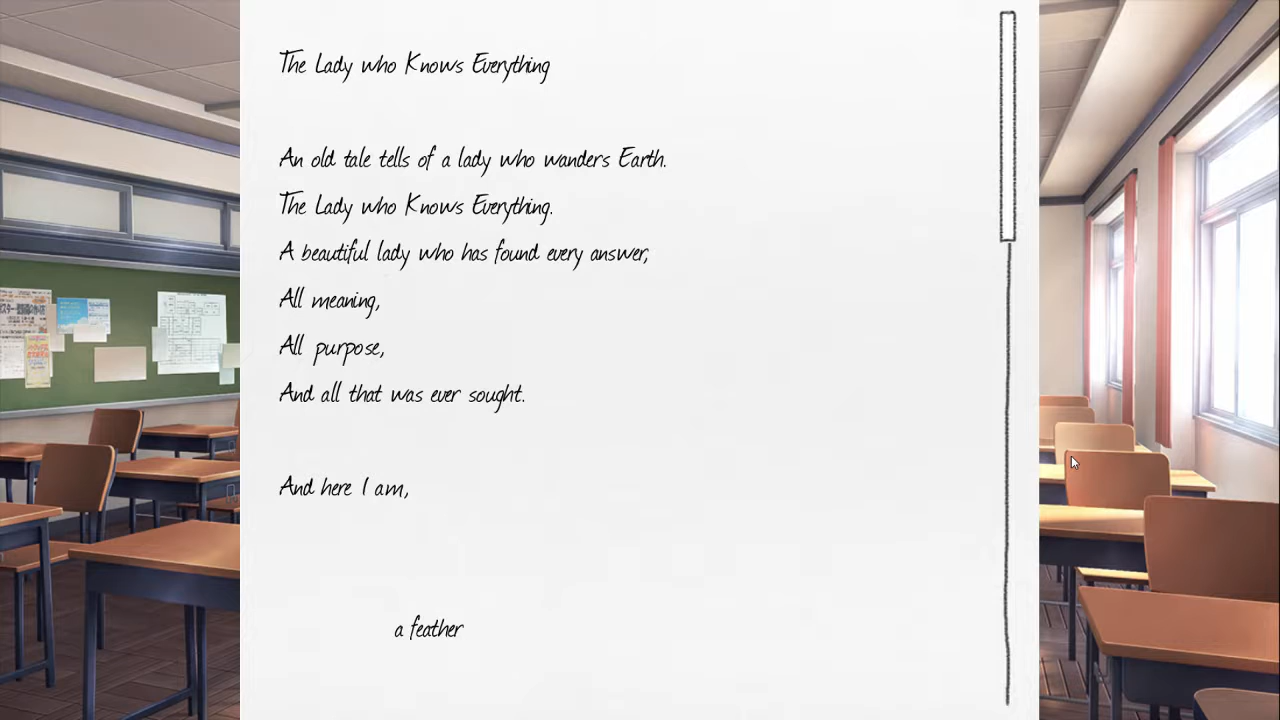 The Lady who Knows Everything
An old tale tells of a lady who wanders Earth.
The Lady who Knows Everything.
A beautiful lady who has found every answer,
All meaning,
All purpose,
And all that was ever sought.
And here I am,
a feather